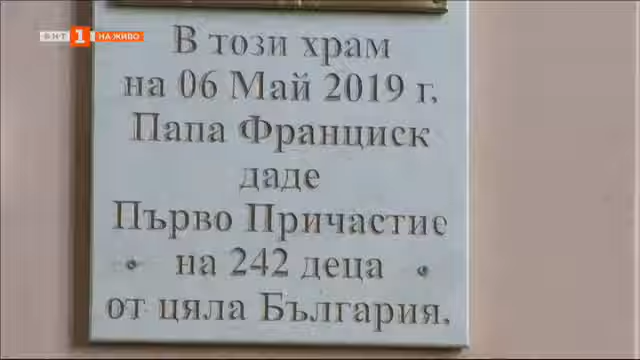 БНТ 1 НА ЖИВО
В този храм
на 06 Май 2019 г.
Папа Франциск
даде
Първо Причастие
на 242 деца
от цяла България.